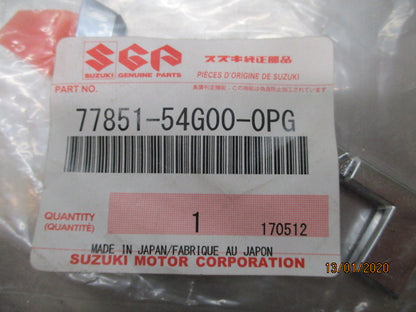 SGP
スズキ純正部品
SUZUKI
GENUINE PARTS
PIÈCES D'ORIGINE DE SUZUKI
PART NO.
77851-54G00-0PG
QUANTITY
(QUANTITÉ)
1
170512
MADE IN JAPAN/FABRIQUE AU JAPON
SUZUKI MOTOR CORPORATION
13/01/2020